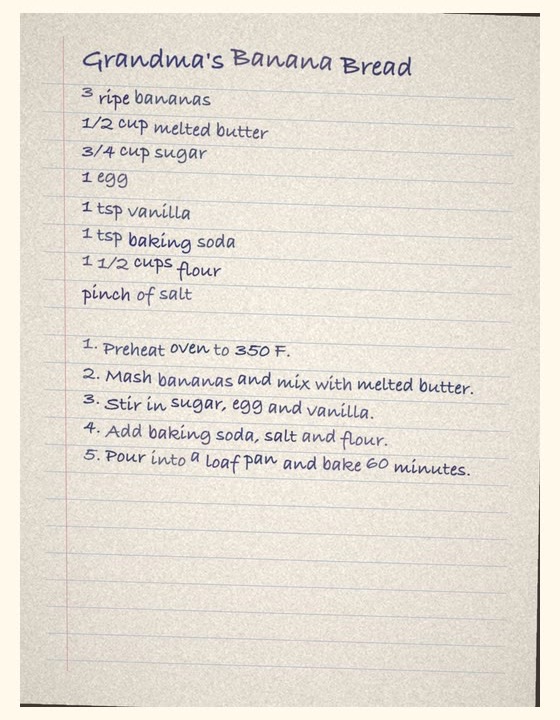 Grandma's Banana Bread
3 ripe bananas
1/2 cup melted butter
3/4 cup sugar
1 egg
1 tsp vanilla
1 tsp baking soda
1 1/2 cups flour
pinch of salt
1. Preheat oven to 350 F.
2. Mash bananas and mix with melted butter.
3. Stir in sugar, egg and vanilla.
4. Add baking soda, salt and flour.
5. Pour into a loaf pan and bake 60 minutes.